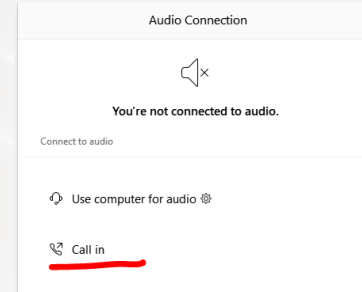 Audio Connection
You're not connected to audio.
Connect to audio
Use computer for audio
Call in